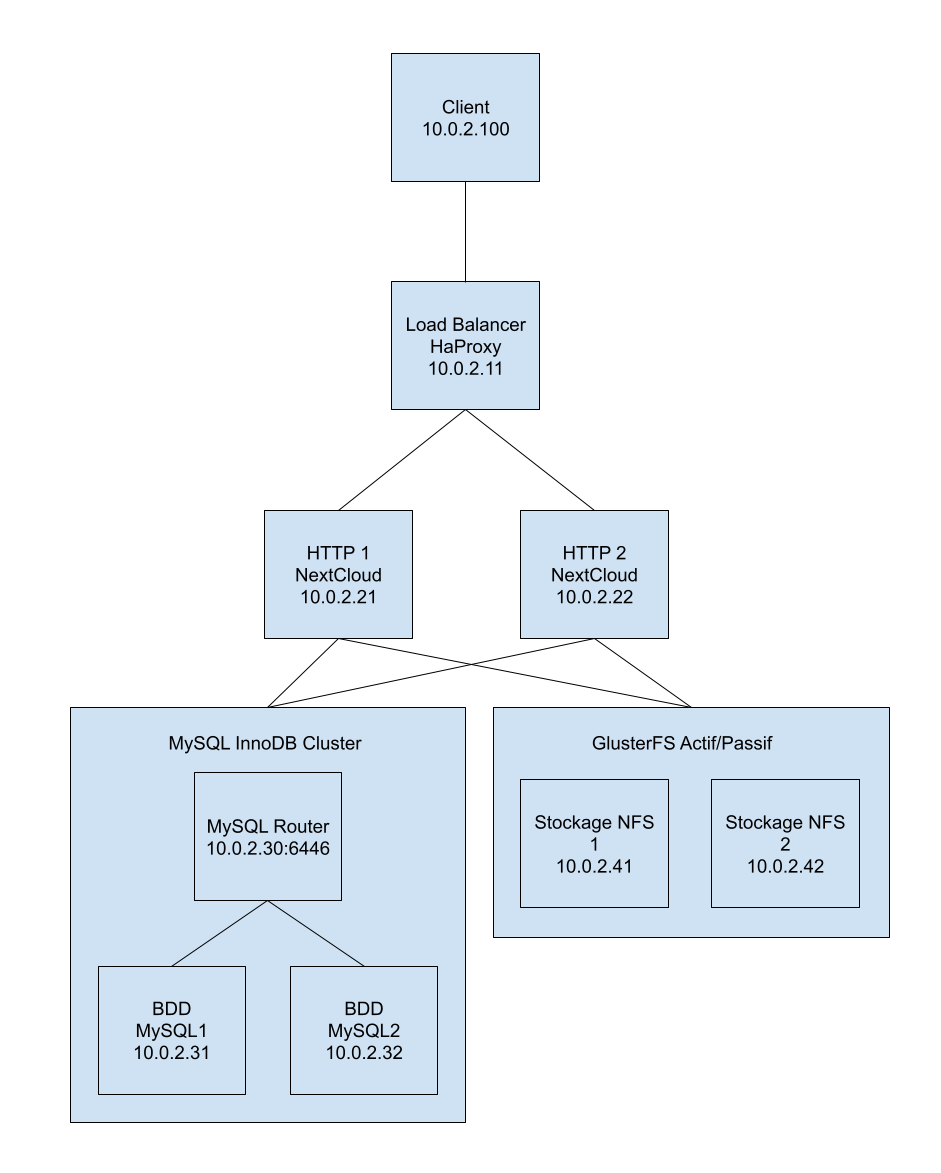 Client
10.0.2.100
Load Balancer
HaProxy
10.0.2.11
HTTP 1
NextCloud
10.0.2.21
HTTP 2
NextCloud
10.0.2.22
MySQL InnoDB Cluster
MySQL Router
10.0.2.30:6446
BDD
MySQL1
10.0.2.31
BDD
MySQL2
10.0.2.32
GlusterFS Actif/Passif
Stockage NFS
1
10.0.2.41
Stockage NFS
2
10.0.2.42